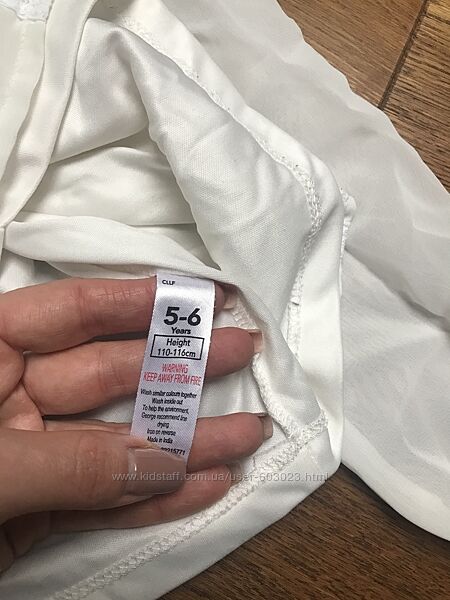 CLLF
5-6
Years
Height
110-116cm
WARNING
KEEP AWAY FROM FIRE
Wash similar colours together
Wash inside out
To help the environment,
George recommend line
drying
Iron on reverse
Made in India
www.kidstaff.com.ua/user-603023.html